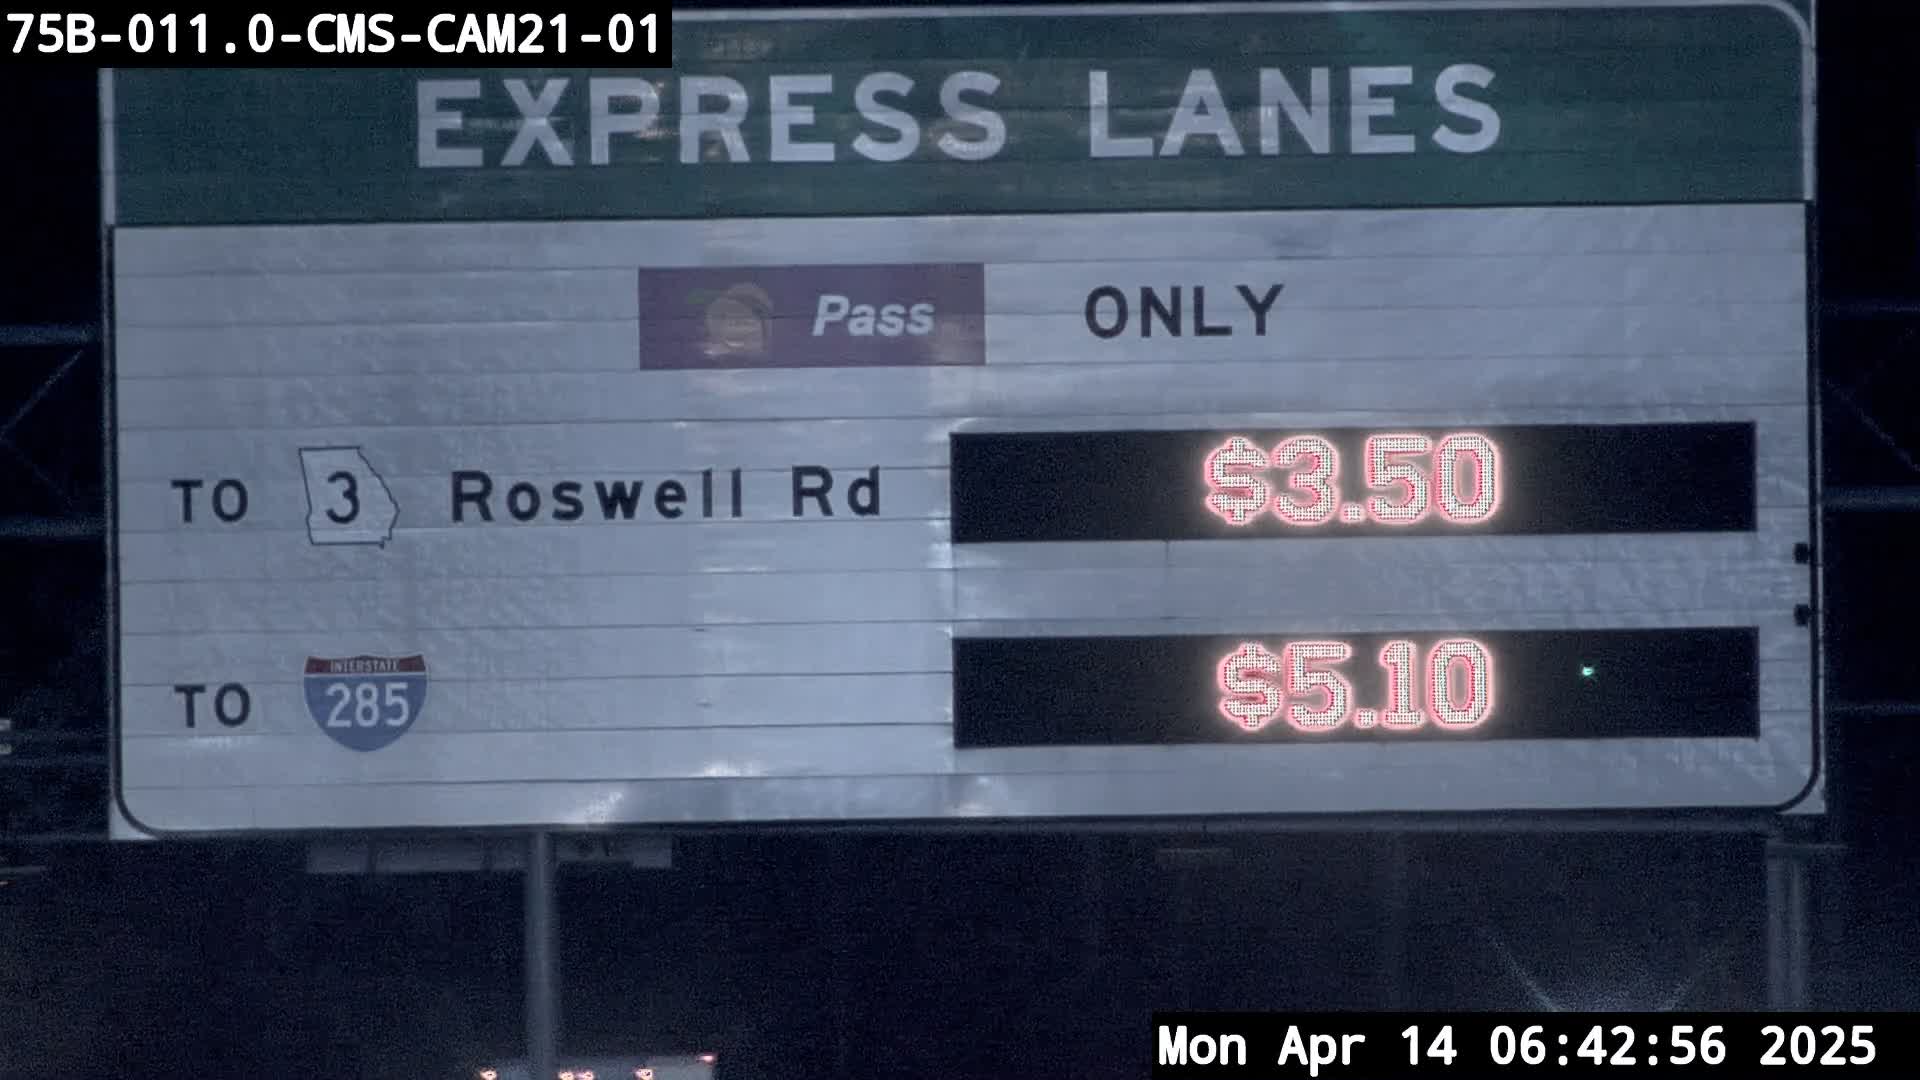 75B-011.0-CMS-CAM21-01
EXPRESS LANES
Pass ONLY
TO 3 Roswell Rd $3.50
INTERSTATE
TO 285 $5.10
Mon Apr 14 06:42:56 2025